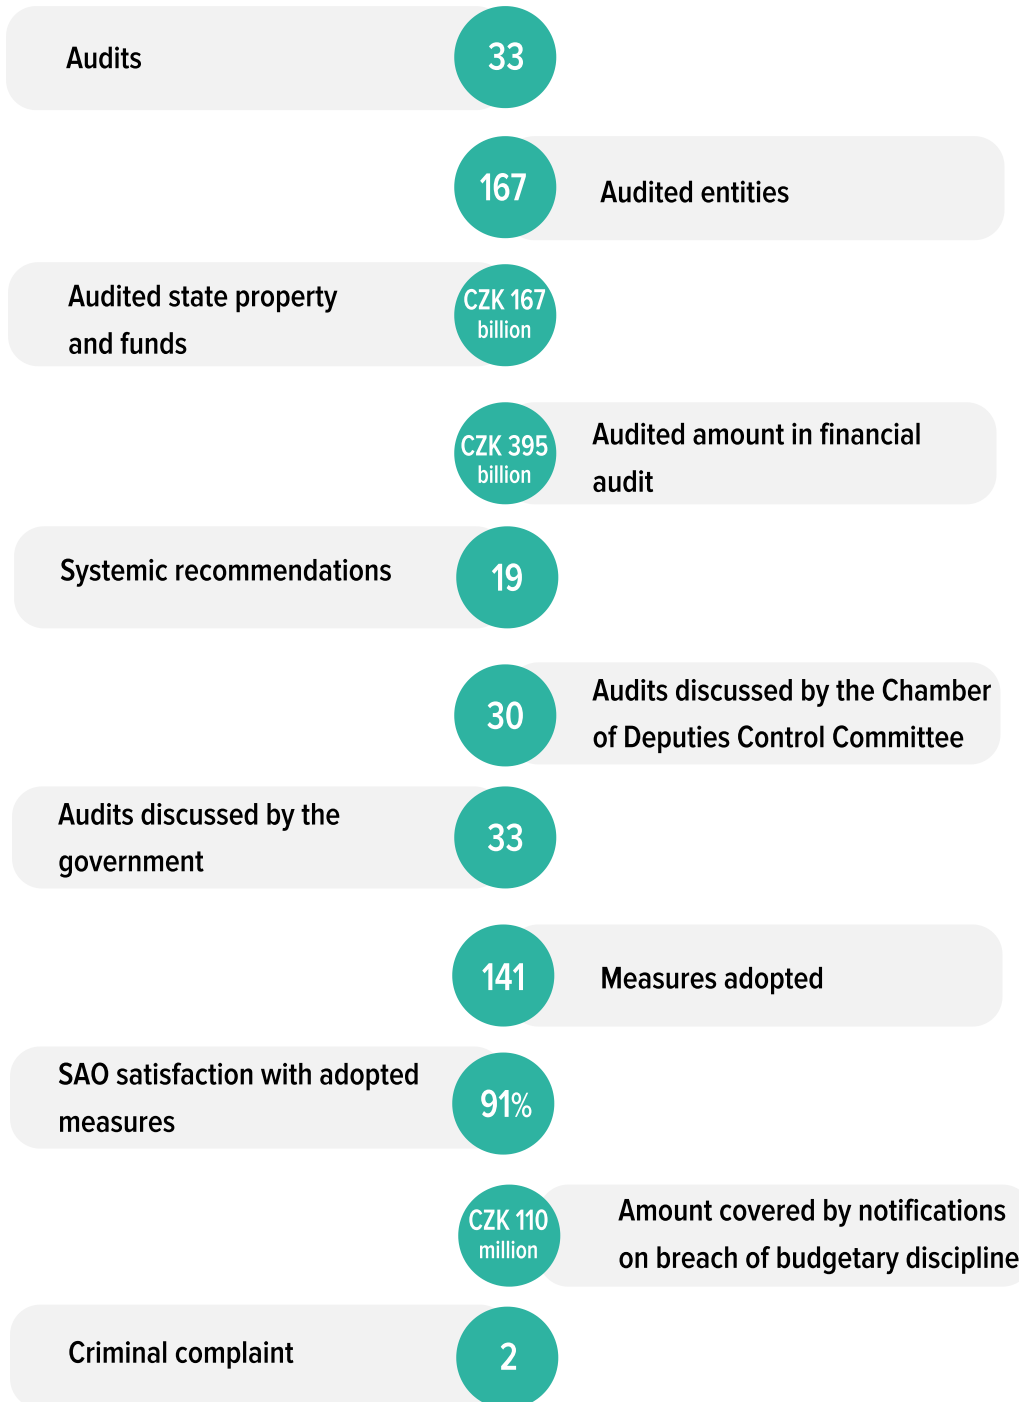 Audits
33
167
Audited entities
Audited state property
and funds
CZK 167
billion
CZK 395
billion
Audited amount in financial
audit
Systemic recommendations
19
30
Audits discussed by the Chamber
of Deputies Control Committee
Audits discussed by the
government
33
141
Measures adopted
SAO satisfaction with adopted
measures
91%
CZK 110
million
Amount covered by notifications
on breach of budgetary discipline
Criminal complaint
2